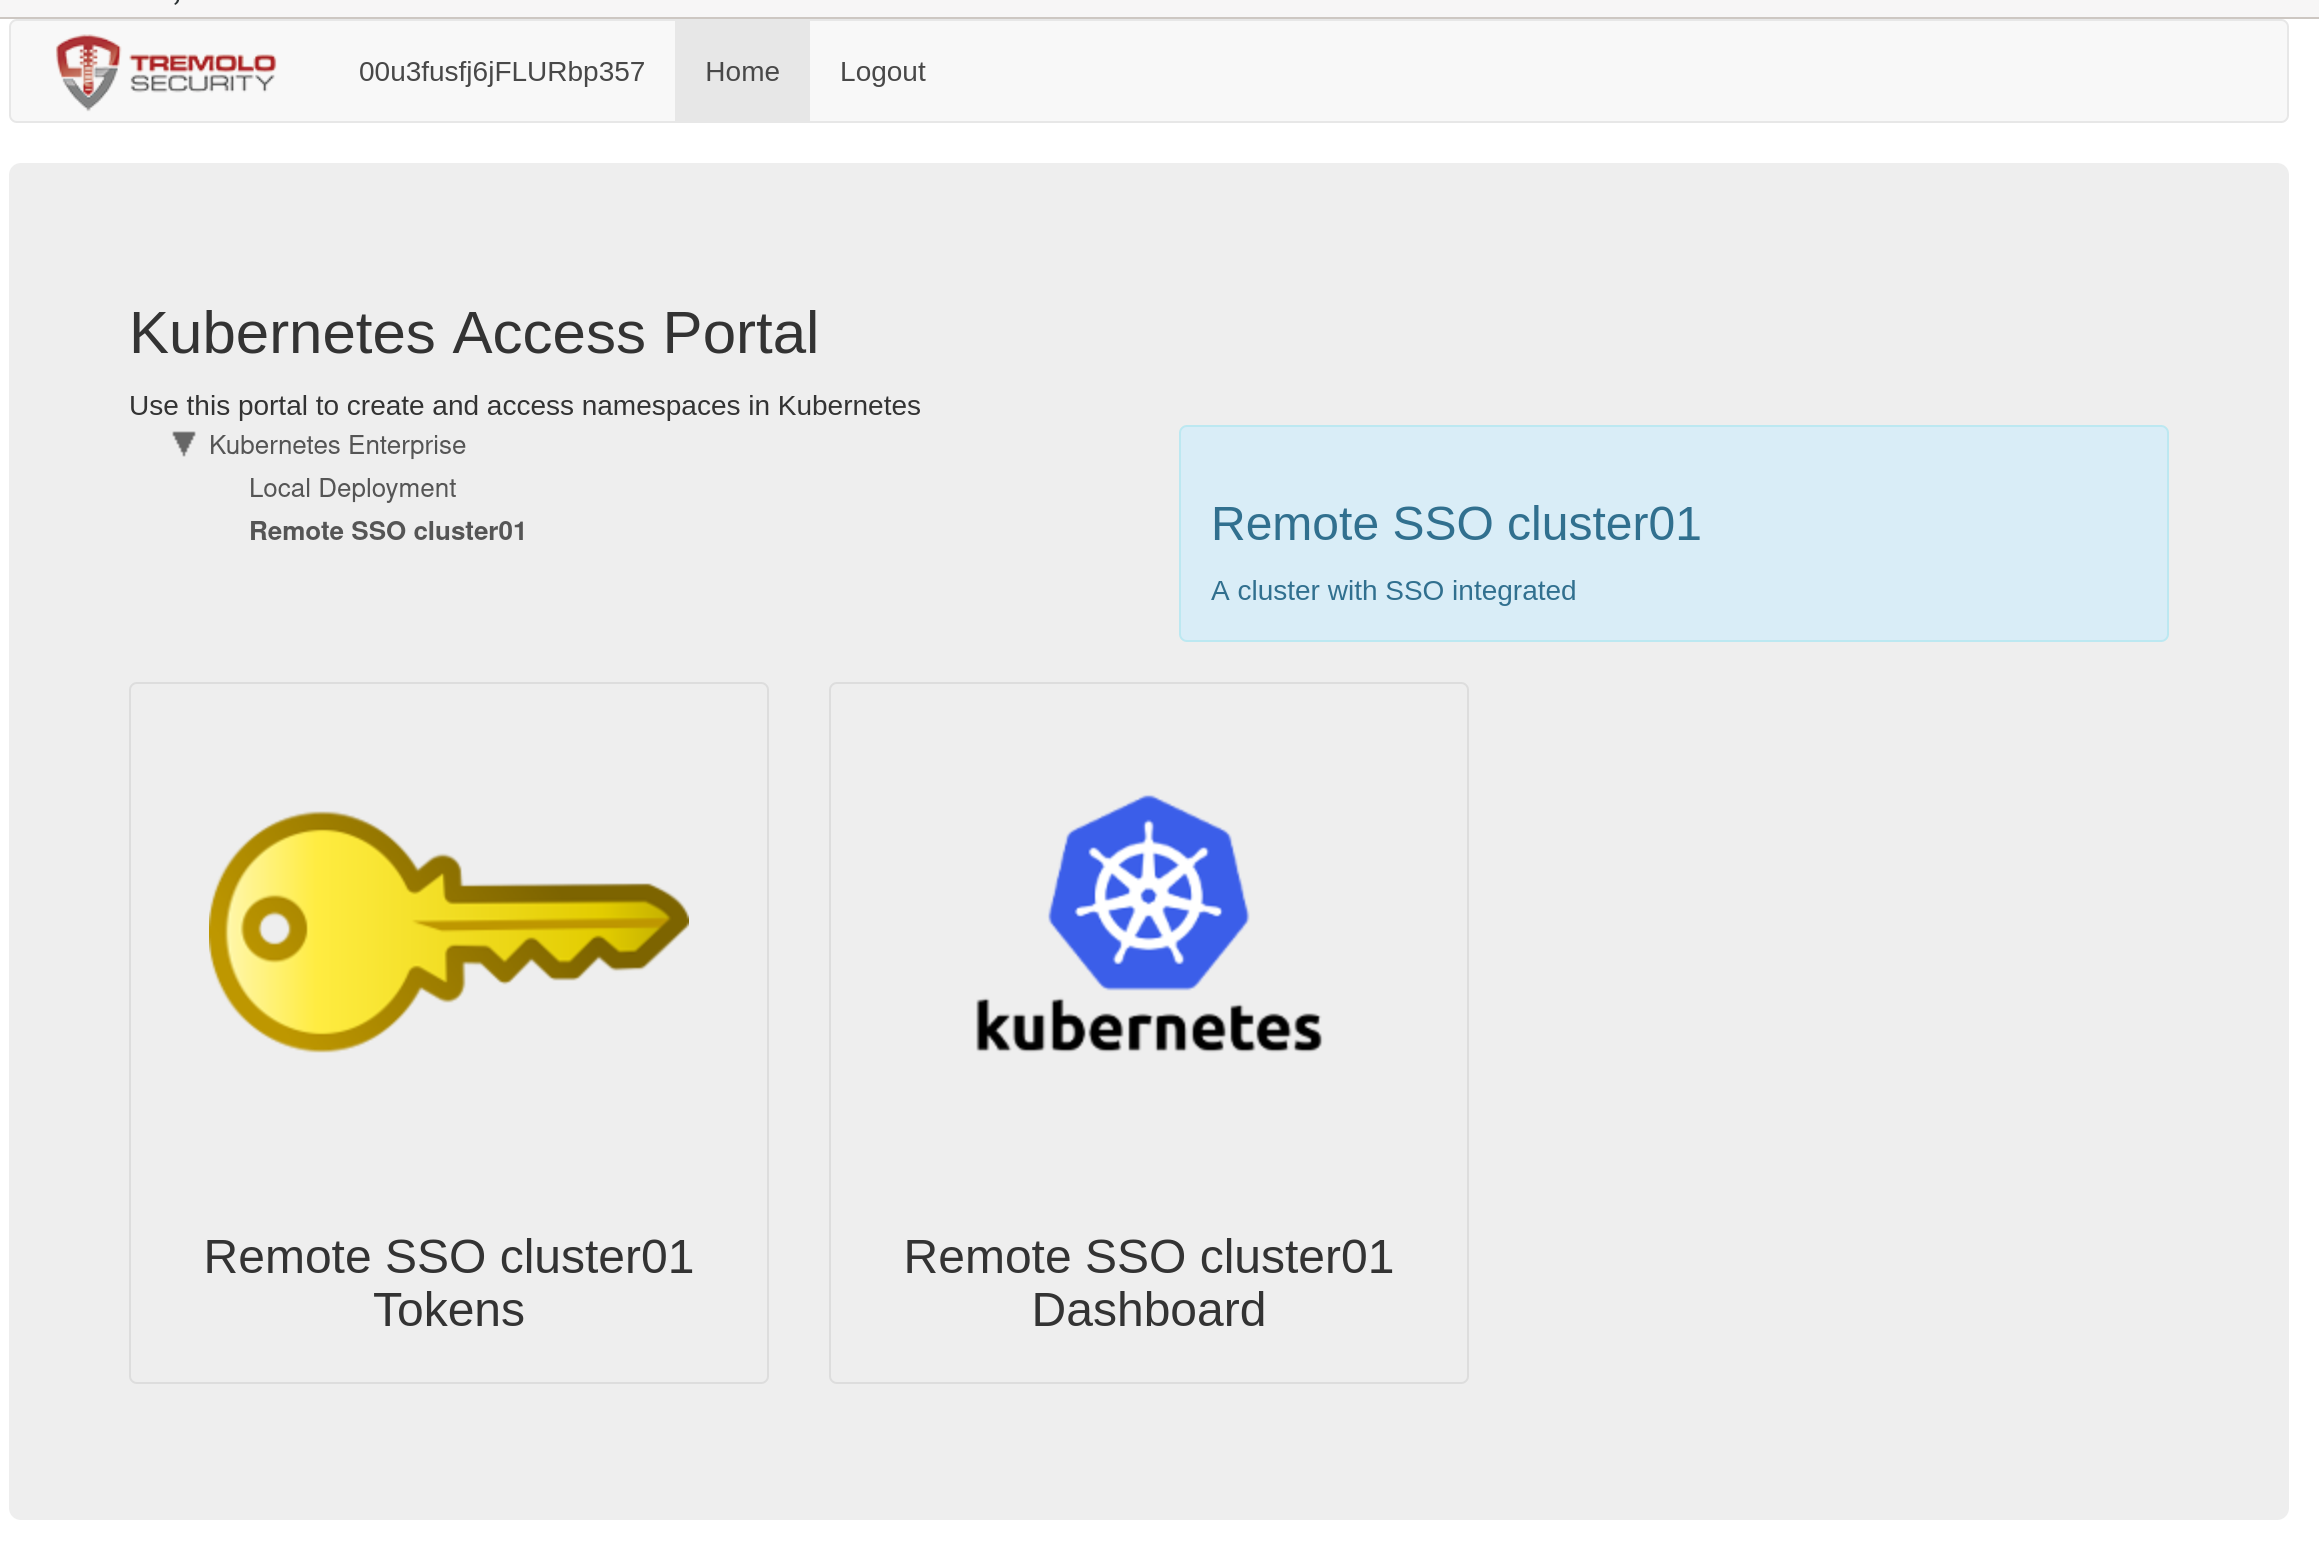 TREMOLO
SECURITY
00u3fusfj6jFLURbp357
Home
Logout
Kubernetes Access Portal
Use this portal to create and access namespaces in Kubernetes
Kubernetes Enterprise
Local Deployment
Remote SSO cluster01
Remote SSO cluster01
A cluster with SSO integrated
kubernetes
Remote SSO cluster01
Tokens
Remote SSO cluster01
Dashboard